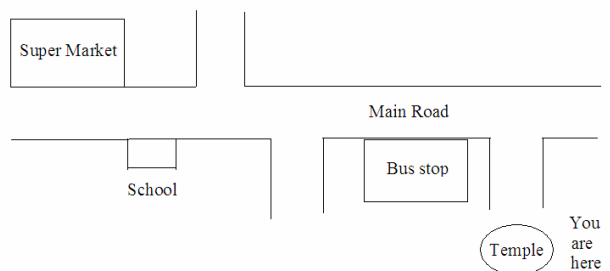 Super Market
Main Road
Bus stop
School
Temple
You
are
here